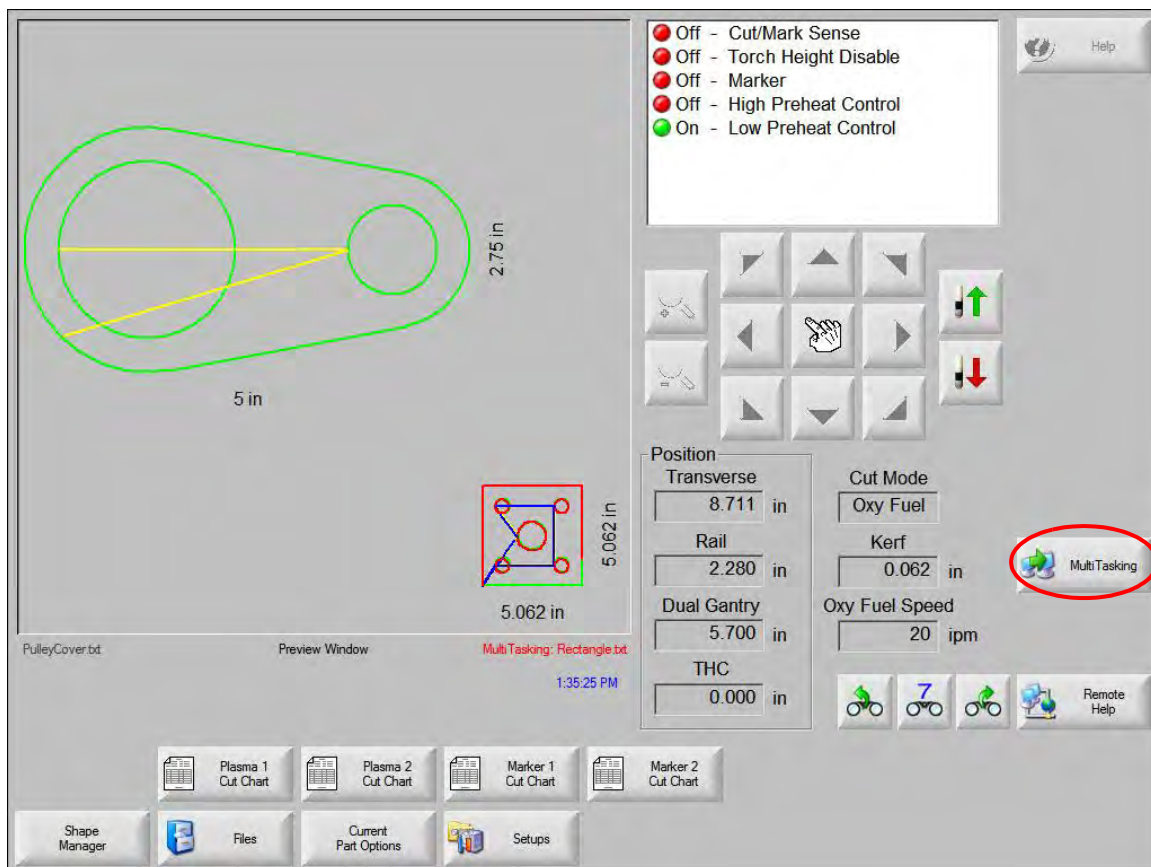 Off - Cut/Mark Sense
Off - Torch Height Disable
Off - Marker
Off - High Preheat Control
On - Low Preheat Control
Help
2.75 in
5 in
5.062 in
5.062 in
PulleyCover.txt
Preview Window
MultiTasking: Rectangle.txt
1:35:25 PM
Position
Transverse
8.711 in
Rail
2.280 in
Dual Gantry
5.700 in
THC
0.000 in
Cut Mode
Oxy Fuel
Kerf
0.062 in
Oxy Fuel Speed
20 ipm
MultiTasking
7
Remote
Help
Plasma 1
Cut Chart
Plasma 2
Cut Chart
Marker 1
Cut Chart
Marker 2
Cut Chart
Shape
Manager
Files
Current
Part Options
Setups